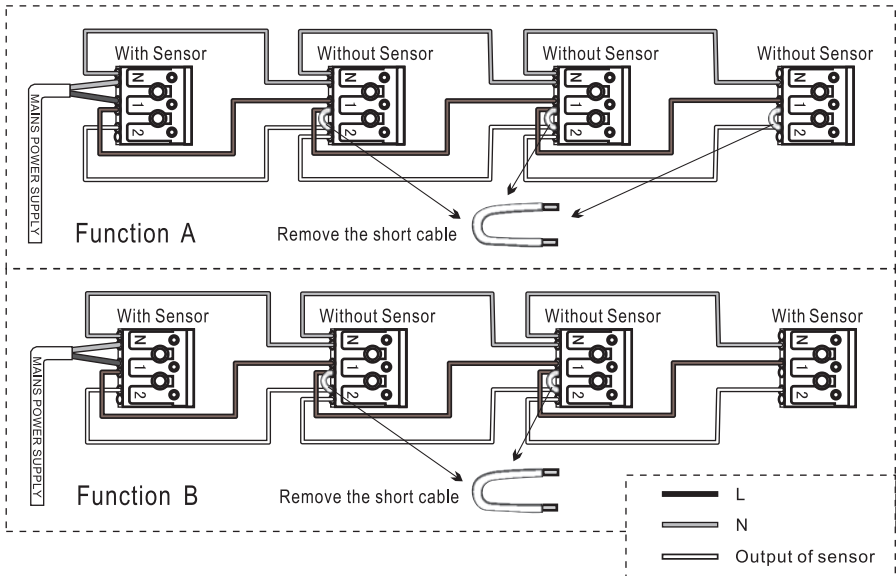 With Sensor Without Sensor Without Sensor Without Sensor
MAINS POWER SUPPLY
N N N N
1 1 1 1
2 2 2 2
Function A
Remove the short cable
With Sensor Without Sensor Without Sensor With Sensor
MAINS POWER SUPPLY
N N N N
1 1 1 1
2 2 2 2
Function B
Remove the short cable
L
N
Output of sensor